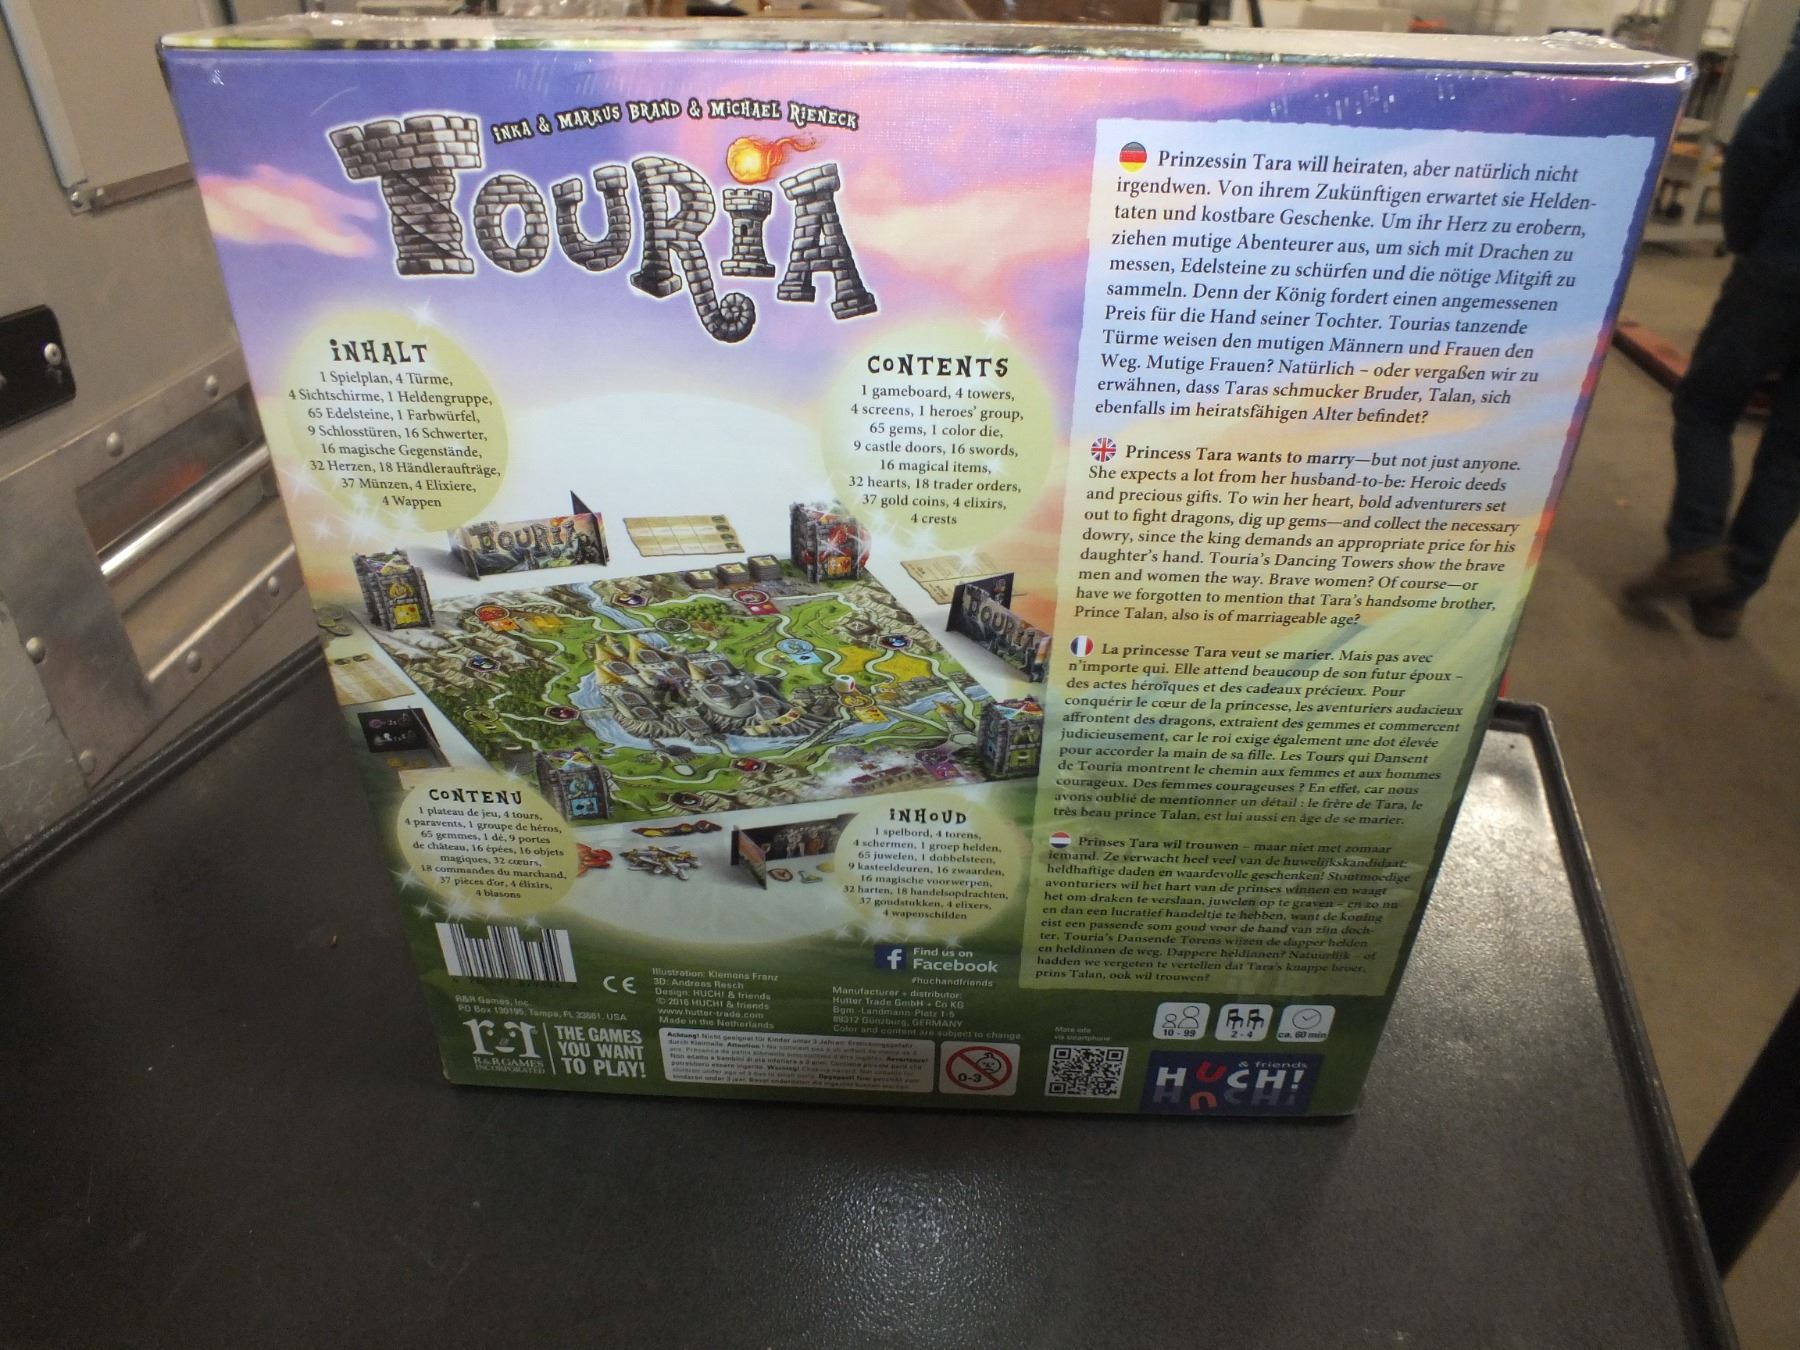 INKA & MARKUS BRAND & MICHAEL RIENECK
TOURIA
INHALT
1 Spielplan, 4 Türme,
4 Sichtschirme, 1 Heldengruppe,
65 Edelsteine, 1 Farbwürfel,
9 Schlosstüren, 16 Schwerter,
16 magische Gegenstände,
32 Herzen, 18 Händleraufträge,
37 Münzen, 4 Elixiere,
4 Wappen
CONTENTS
1 gameboard, 4 towers,
4 screens, 1 heroes' group,
65 gems, 1 color die,
9 castle doors, 16 swords,
16 magical items,
32 hearts, 18 trader orders,
37 gold coins, 4 elixirs,
4 crests
TOURIA
TOURIA
CONTENU
1 plateau de jeu, 4 tours,
4 paravents, 1 groupe de héros,
65 gemmes, 1 dé, 9 portes
de château, 16 épées, 16 objets
magiques, 32 cœurs,
18 commandes du marchand,
37 pièces d'or, 4 élixirs,
4 blasons
INHOUD
1 spelbord, 4 torens,
4 schermen, 1 groep helden,
65 juwelen, 1 dobbelsteen,
9 kasteeldeuren, 16 zwaarden,
16 magische voorwerpen,
32 harten, 18 handelsopdrachten,
37 goudstukken, 4 elixers,
4 wapenschilden
Prinzessin Tara will heiraten, aber natürlich nicht
irgendwen. Von ihrem Zukünftigen erwartet sie Helden-
taten und kostbare Geschenke. Um ihr Herz zu erobern,
ziehen mutige Abenteurer aus, um sich mit Drachen zu
messen, Edelsteine zu schürfen und die nötige Mitgift zu
sammeln. Denn der König fordert einen angemessenen
Preis für die Hand seiner Tochter. Tourias tanzende
Türme weisen den mutigen Männern und Frauen den
Weg. Mutige Frauen? Natürlich – oder vergaßen wir zu
erwähnen, dass Taras schmucker Bruder, Talan, sich
ebenfalls im heiratsfähigen Alter befindet?
Princess Tara wants to marry—but not just anyone.
She expects a lot from her husband-to-be: Heroic deeds
and precious gifts. To win her heart, bold adventurers set
out to fight dragons, dig up gems—and collect the necessary
dowry, since the king demands an appropriate price for his
daughter's hand. Touria's Dancing Towers show the brave
men and women the way. Brave women? Of course—or
have we forgotten to mention that Tara's handsome brother,
Prince Talan, also is of marriageable age?
La princesse Tara veut se marier. Mais pas avec
n'importe qui. Elle attend beaucoup de son futur époux –
des actes héroïques et des cadeaux précieux. Pour
conquérir le cœur de la princesse, les aventuriers audacieux
affrontent des dragons, extraient des gemmes et commercent
judicieusement, car le roi exige également une dot élevée
pour accorder la main de sa fille. Les Tours qui Dansent
de Touria montrent le chemin aux femmes et aux hommes
courageux. Des femmes courageuses ? En effet, car nous
avons oublié de mentionner un détail : le frère de Tara, le
très beau prince Talan, est lui aussi en âge de se marier.
Prinses Tara wil trouwen – maar niet met zomaar
iemand. Ze verwacht heel veel van de huwelijkskandidaat:
heldhaftige daden en waardevolle geschenken! Stoutmoedige
avonturiers wil het hart van de prinses winnen en waagt
het om draken te verslaan, juwelen op te graven – en zo nu
en dan een lucratief handeltje te hebben, want de koning
eist een passende som goud voor de hand van zijn doch-
ter. Touria's Dansende Torens wijzen de dapper helden
en heldinnen de weg. Dappere heldinnen? Natuurlijk – of
hadden we vergeten te vertellen dat Tara's knappe broer,
prins Talan, ook wil trouwen?
CE
R&R Games, Inc.
PO Box 130195, Tampa, FL 33681, USA
R&R GAMES
INCORPORATED
THE GAMES
YOU WANT
TO PLAY!
Illustration: Klemens Franz
3D: Andreas Resch
Design: HUCH! & friends
© 2016 HUCH! & friends
www.hutter-trade.com
Made in the Netherlands
f Find us on
Facebook
#huchandfriends
Manufacturer + distributor:
Hutter Trade GmbH + Co KG
Bgm.-Landmann-Platz 1-5
89312 Günzburg, GERMANY
Color and content are subject to change.
0-3
More info
via smartphone:
10 - 99
2 - 4
ca. 60 min
HUCH!
& friends